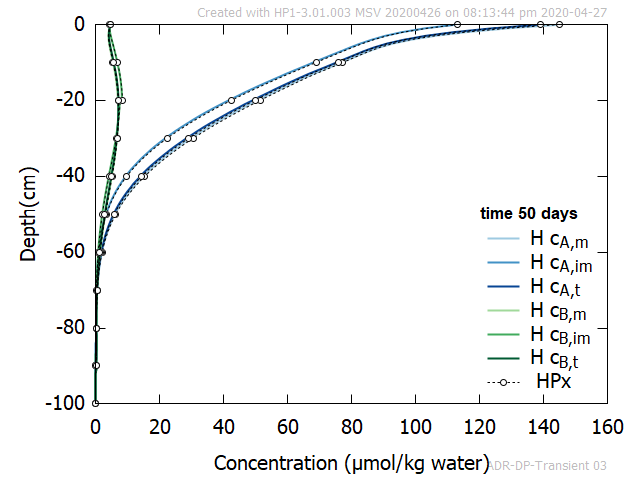 Created with HP1-3.01.003 MSV 20200426 on 08:13:44 pm 2020-04-27
0
-20
-40
-60
-80
-100
Depth(cm)
time 50 days
H cA,m
H cA,im
H cA,t
H cB,m
H cB,im
H cB,t
HPx
0 20 40 60 80 100 120 140 160
Concentration (µmol/kg water)
ADR-DP-Transient 03